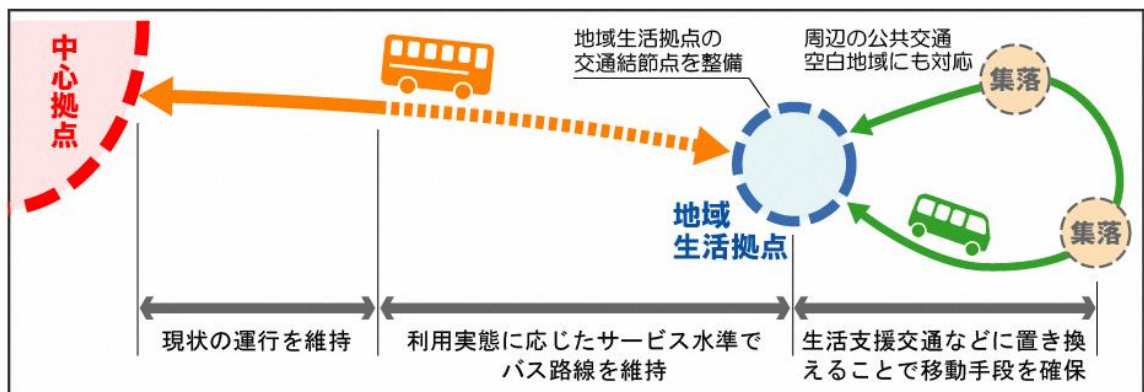 中心拠点
地域生活拠点の
交通結節点を整備
周辺の公共交通
空白地域にも対応
集落
集落
地域
生活拠点
現状の運行を維持
利用実態に応じたサービス水準で
バス路線を維持
生活支援交通などに置き換
えることで移動手段を確保